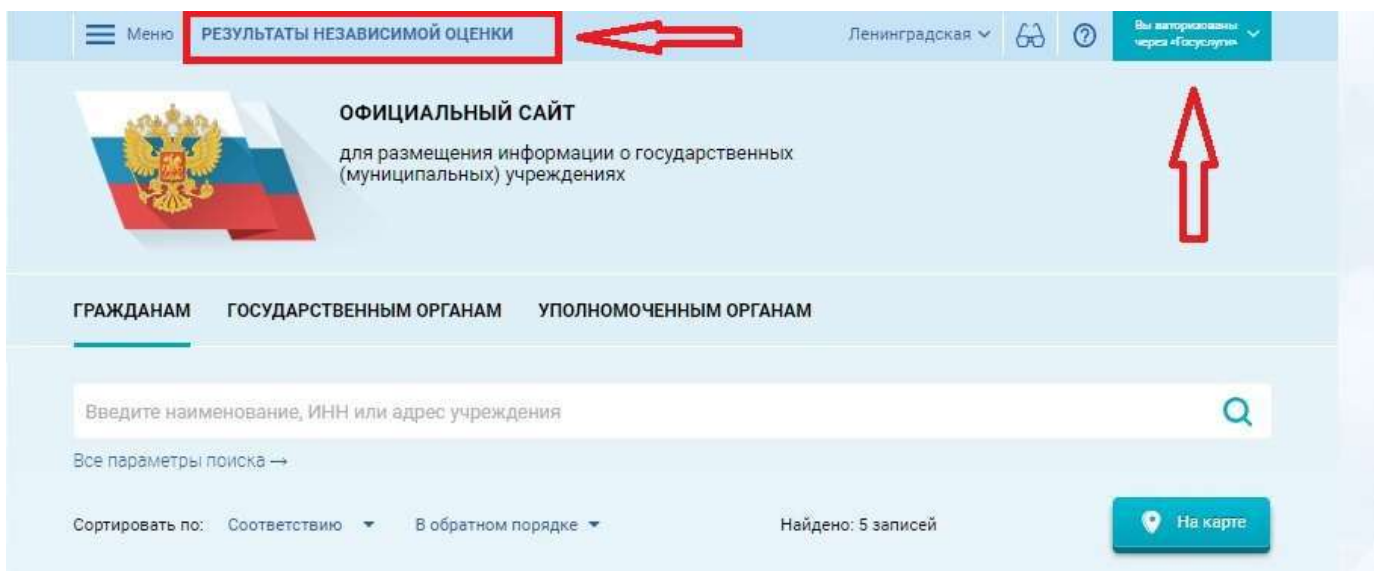 Меню РЕЗУЛЬТАТЫ НЕЗАВИСИМОЙ ОЦЕНКИ Ленинградская Вы авторизованы
через «Госуслуги»
ОФИЦИАЛЬНЫЙ САЙТ
для размещения информации о государственных
(муниципальных) учреждениях
ГРАЖДАНАМ ГОСУДАРСТВЕННЫМ ОРГАНАМ УПОЛНОМОЧЕННЫМ ОРГАНАМ
Введите наименование, ИНН или адрес учреждения
Все параметры поиска →
Сортировать по: Соответствию В обратном порядке Найдено: 5 записей На карте